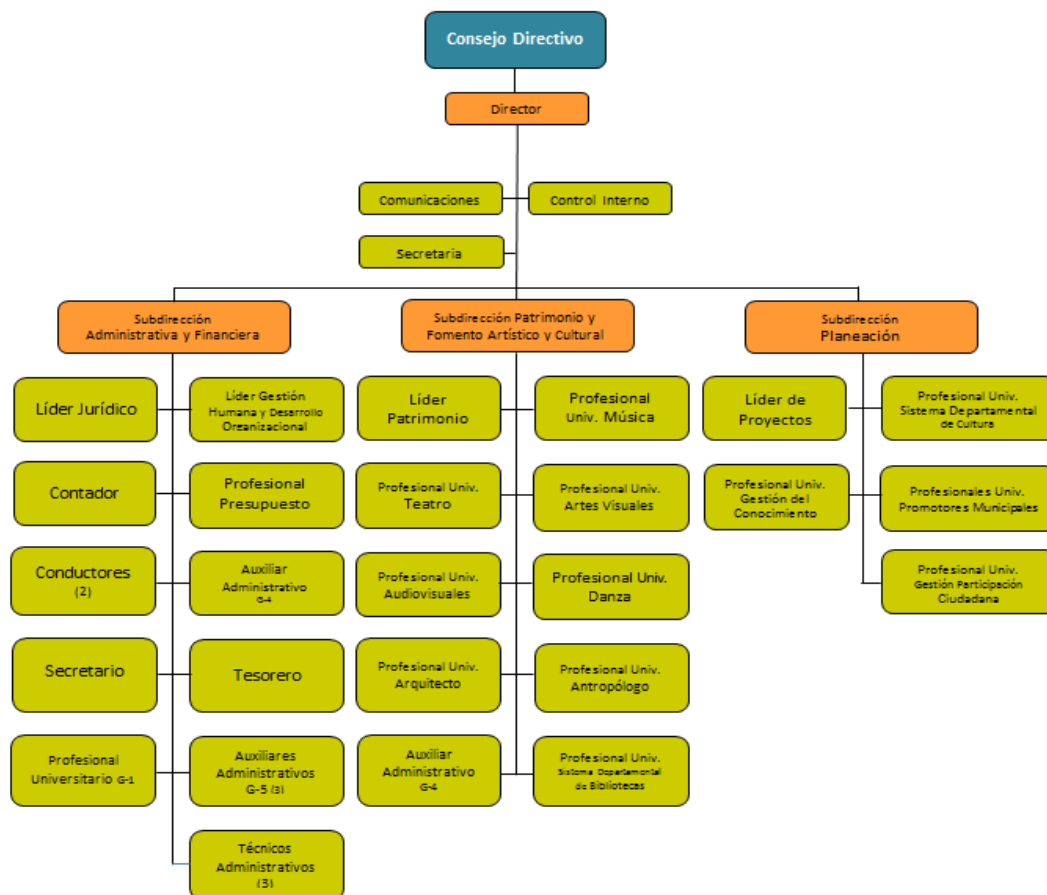 Consejo Directivo
Director
Comunicaciones
Control Interno
Secretaria
Subdirección
Administrativa y Financiera
Subdirección Patrimonio y
Fomento Artístico y Cultural
Subdirección
Planeación
Líder Jurídico
Líder Gestión
Humana y Desarrollo
Organizacional
Contador
Profesional
Presupuesto
Conductores
(2)
Auxiliar
Administrativo
G-4
Secretario
Tesorero
Profesional
Universitario G-1
Auxiliares
Administrativos
G-5 (3)
Técnicos
Administrativos
(3)
Líder
Patrimonio
Profesional
Univ. Música
Profesional Univ.
Teatro
Profesional Univ.
Artes Visuales
Profesional Univ.
Audiovisuales
Profesional Univ.
Danza
Profesional Univ.
Arquitecto
Profesional Univ.
Antropólogo
Auxiliar
Administrativo
G-4
Profesional Univ.
Sistema Departamental
de Bibliotecas
Líder de
Proyectos
Profesional Univ.
Sistema Departamental
de Cultura
Profesional Univ.
Gestión del
Conocimiento
Profesionales Univ.
Promotores Municipales
Profesional Univ.
Gestión Participación
Ciudadana